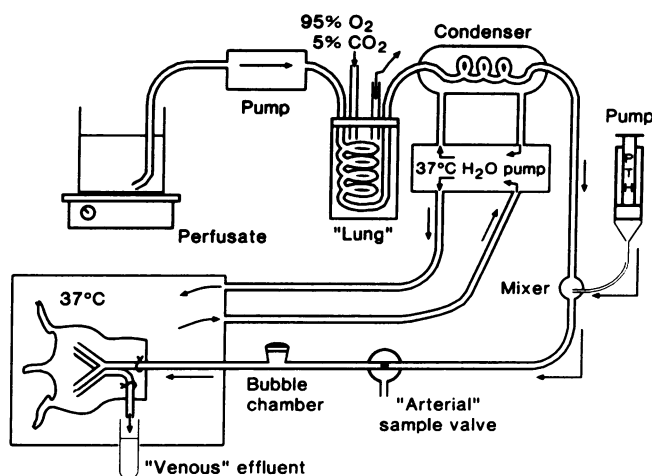 95% O₂
5% CO₂
Condenser
Pump
Pump
PTH
37°C H₂O pump
Perfusate
"Lung"
Mixer
37°C
Bubble
chamber
"Arterial"
sample valve
"Venous" effluent